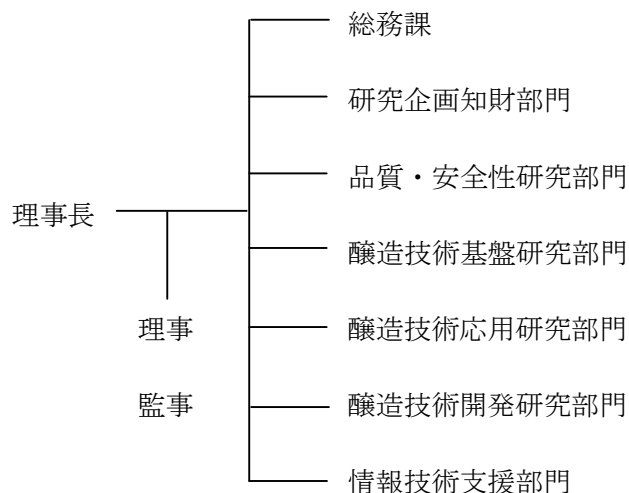 総務課
研究企画知財部門
品質・安全性研究部門
理事長
醸造技術基盤研究部門
理事
醸造技術応用研究部門
監事
醸造技術開発研究部門
情報技術支援部門